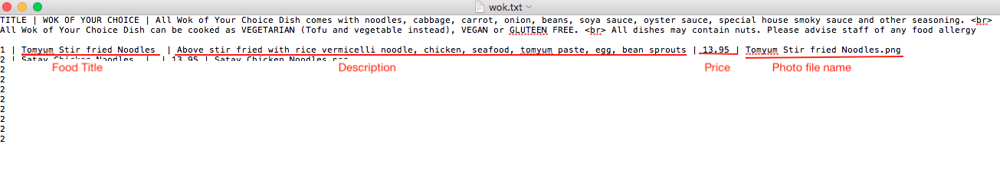 wok.txt
TITLE | WOK OF YOUR CHOICE | All Wok of Your Choice Dish comes with noodles, cabbage, carrot, onion, beans, soya sauce, oyster sauce, special house smoky sauce and other seasoning. <br>
All Wok of Your Choice Dish can be cooked as VEGETARIAN (Tofu and vegetable instead), VEGAN or GLUTEEN FREE. <br> All dishes may contain nuts. Please advise staff of any food allergy
1 | Tomyum Stir fried Noodles | Above stir fried with rice vermicelli noodle, chicken, seafood, tomyum paste, egg, bean sprouts | 13.95 | Tomyum Stir fried Noodles.png
2 | Satay Chicken Noodles | | 13.95 | Satay Chicken Noodles.png
Food Title Description Price Photo file name
2
2
2
2
2
2
2
2